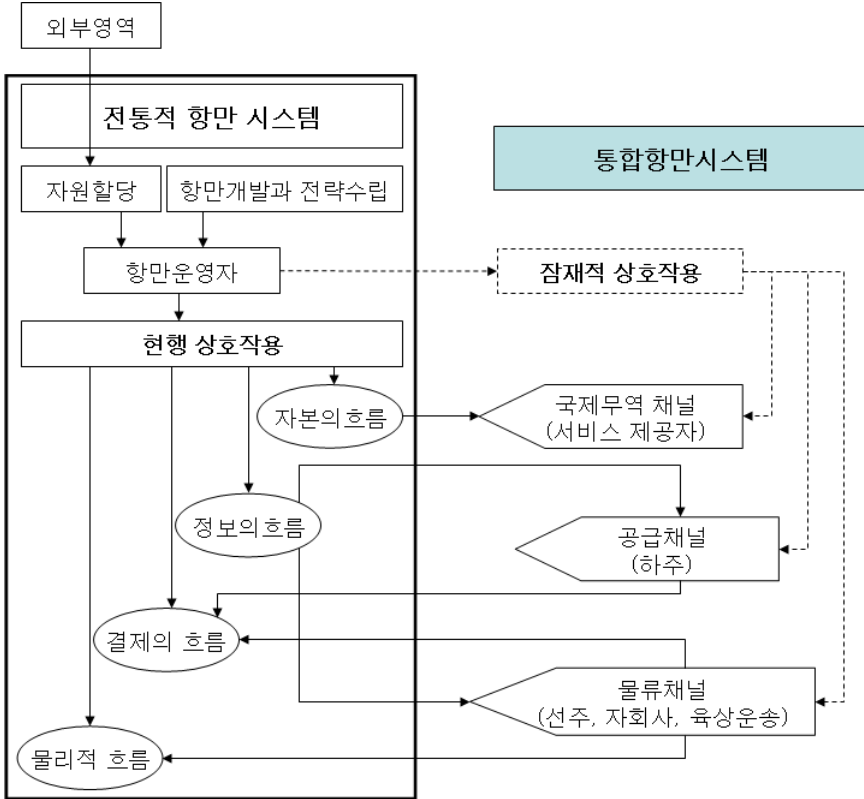 외부영역
전통적 항만 시스템
통합항만시스템
자원할당
항만개발과 전략수립
항만운영자
잠재적 상호작용
현행 상호작용
자본의흐름
국제무역 채널
(서비스 제공자)
정보의흐름
공급채널
(하주)
결제의 흐름
물류채널
(선주, 자회사, 육상운송)
물리적 흐름